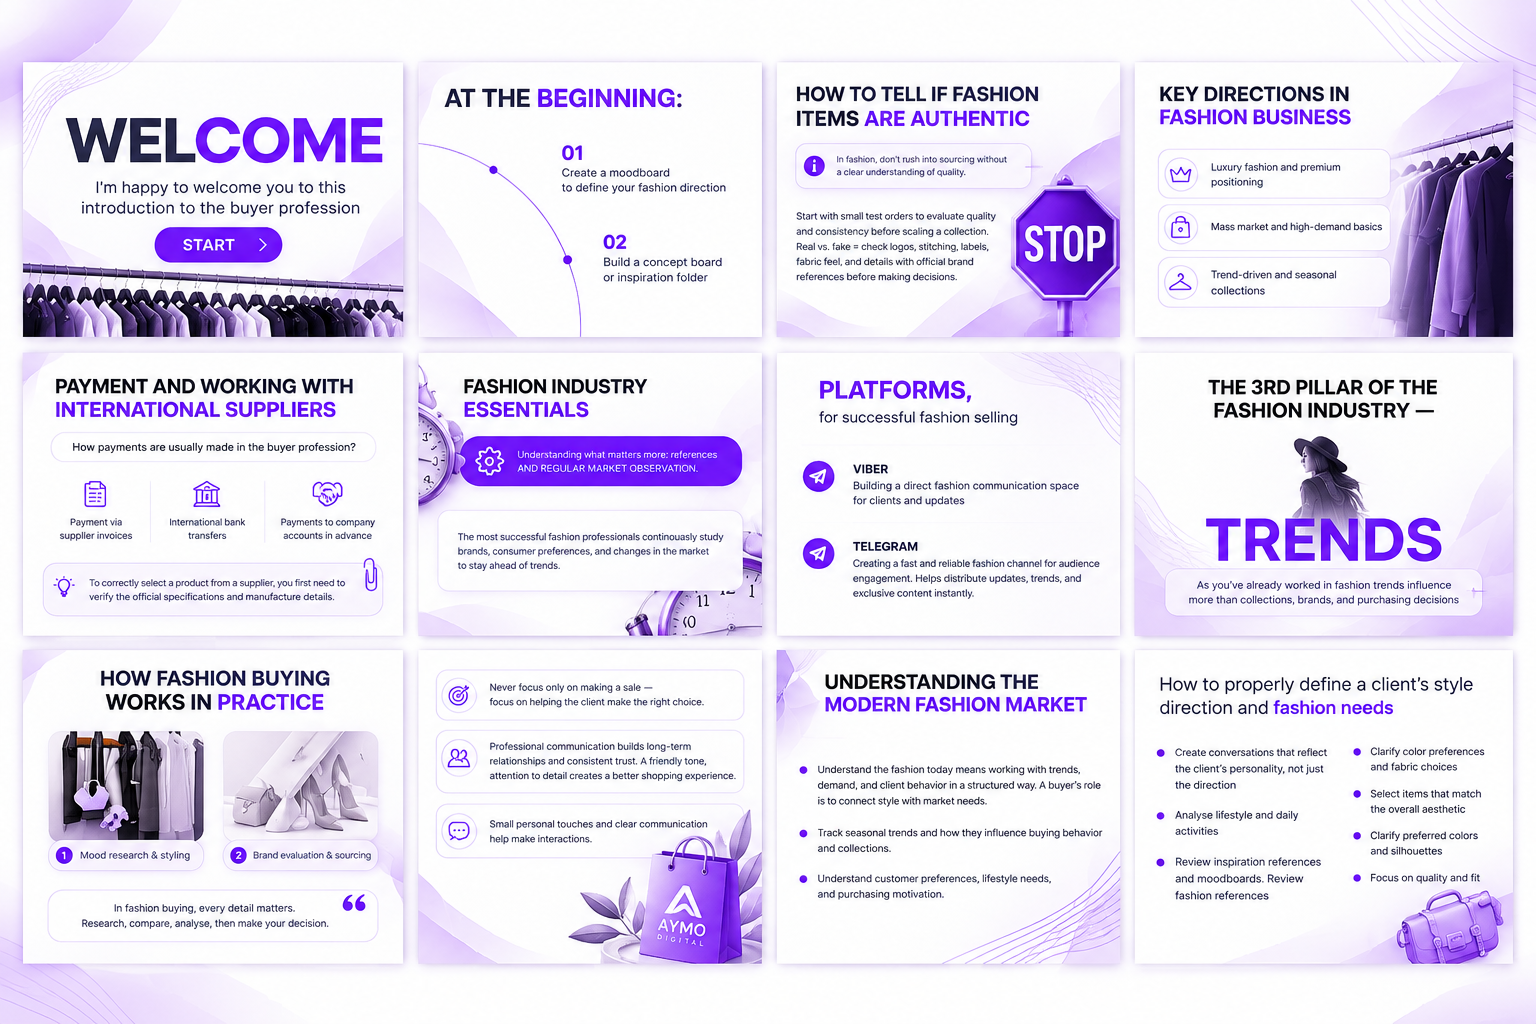 WELCOME
I'm happy to welcome you to this
introduction to the buyer profession
START
AT THE BEGINNING:
01
Create a moodboard
to define your fashion direction
02
Build a concept board
or inspiration folder
HOW TO TELL IF FASHION
ITEMS ARE AUTHENTIC
In fashion, don't rush into sourcing without
a clear understanding of quality.
Start with small test orders to evaluate quality
and consistency before scaling a collection.
Real vs. fake = check logos, stitching, labels,
fabric feel, and details with official brand
references before making decisions.
STOP
KEY DIRECTIONS IN
FASHION BUSINESS
Luxury fashion and premium
positioning
Mass market and high-demand basics
Trend-driven and seasonal
collections
PAYMENT AND WORKING WITH
INTERNATIONAL SUPPLIERS
How payments are usually made in the buyer profession?
Payment via
supplier invoices
International bank
transfers
Payments to company
accounts in advance
To correctly select a product from a supplier, you first need to
verify the official specifications and manufacture details.
FASHION INDUSTRY
ESSENTIALS
Understanding what matters more: references
AND REGULAR MARKET OBSERVATION.
The most successful fashion professionals continouasly study
brands, consumer preferences, and changes in the market
to stay ahead of trends.
PLATFORMS,
for successful fashion selling
VIBER
Building a direct fashion communication space
for clients and updates
TELEGRAM
Creating a fast and reliable fashion channel for audience
engagement. Helps distribute updates, trends, and
exclusive content instantly.
THE 3RD PILLAR OF THE
FASHION INDUSTRY —
TRENDS
As you've already worked in fashion trends influence
more than collections, brands, and purchasing decisions
HOW FASHION BUYING
WORKS IN PRACTICE
1 Mood research & styling
2 Brand evaluation & sourcing
In fashion buying, every detail matters.
Research, compare, analyse, then make your decision.
Never focus only on making a sale —
focus on helping the client make the right choice.
Professional communication builds long-term
relationships and consistent trust. A friendly tone,
attention to detail creates a better shopping experience.
Small personal touches and clear communication
help make interactions.
AYMO
DIGITAL
UNDERSTANDING THE
MODERN FASHION MARKET
Understand the fashion today means working with trends,
demand, and client behavior in a structured way. A buyer's role
is to connect style with market needs.
Track seasonal trends and how they influence buying behavior
and collections.
Understand customer preferences, lifestyle needs,
and purchasing motivation.
How to properly define a client's style
direction and fashion needs
Create conversations that reflect
the client's personality, not just
the direction
Analyse lifestyle and daily
activities
Review inspiration references
and moodboards. Review
fashion references
Clarify color preferences
and fabric choices
Select items that match
the overall aesthetic
Clarify preferred colors
and silhouettes
Focus on quality and fit